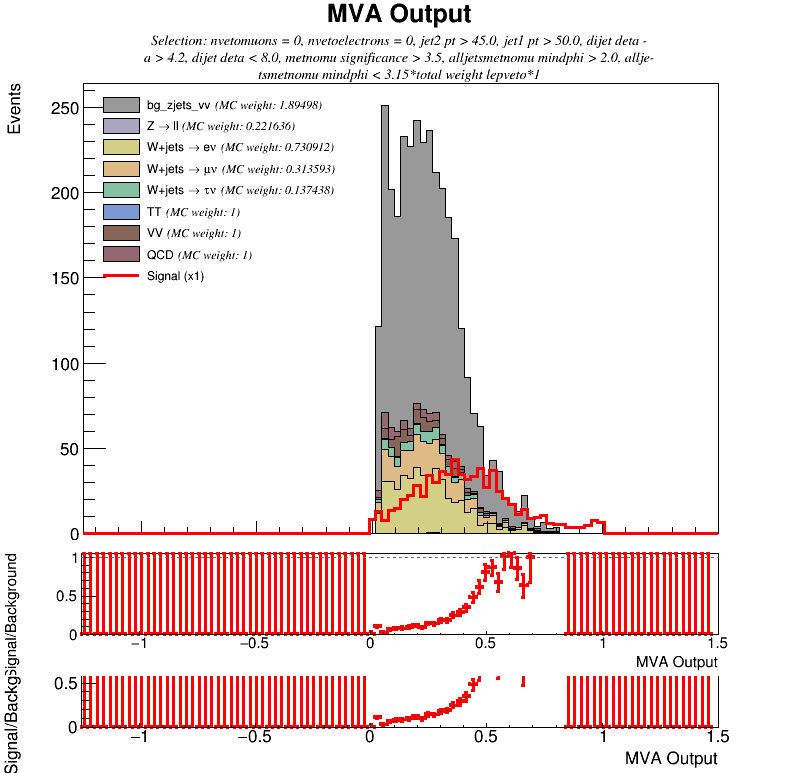 MVA Output
Selection: nvetomuons = 0, nvetoelectrons = 0, jet2 pt > 45.0, jet1 pt > 50.0, dijet deta -
a > 4.2, dijet deta < 8.0, metnomu significance > 3.5, alljetsmetnomu mindphi > 2.0, allje-
tsmetnomu mindphi < 3.15*total weight lepveto*1
Events
250
200
150
100
50
0
bg_zjets_vv (MC weight: 1.89498)
Z → ll (MC weight: 0.221636)
W+jets → eν (MC weight: 0.730912)
W+jets → μν (MC weight: 0.313593)
W+jets → τν (MC weight: 0.137438)
TT (MC weight: 1)
VV (MC weight: 1)
QCD (MC weight: 1)
Signal (x1)
Signal/Background
1
0.5
0
−1 −0.5 0 0.5 1 1.5
MVA Output
Signal/Backg
0.5
0
−1 −0.5 0 0.5 1 1.5
MVA Output